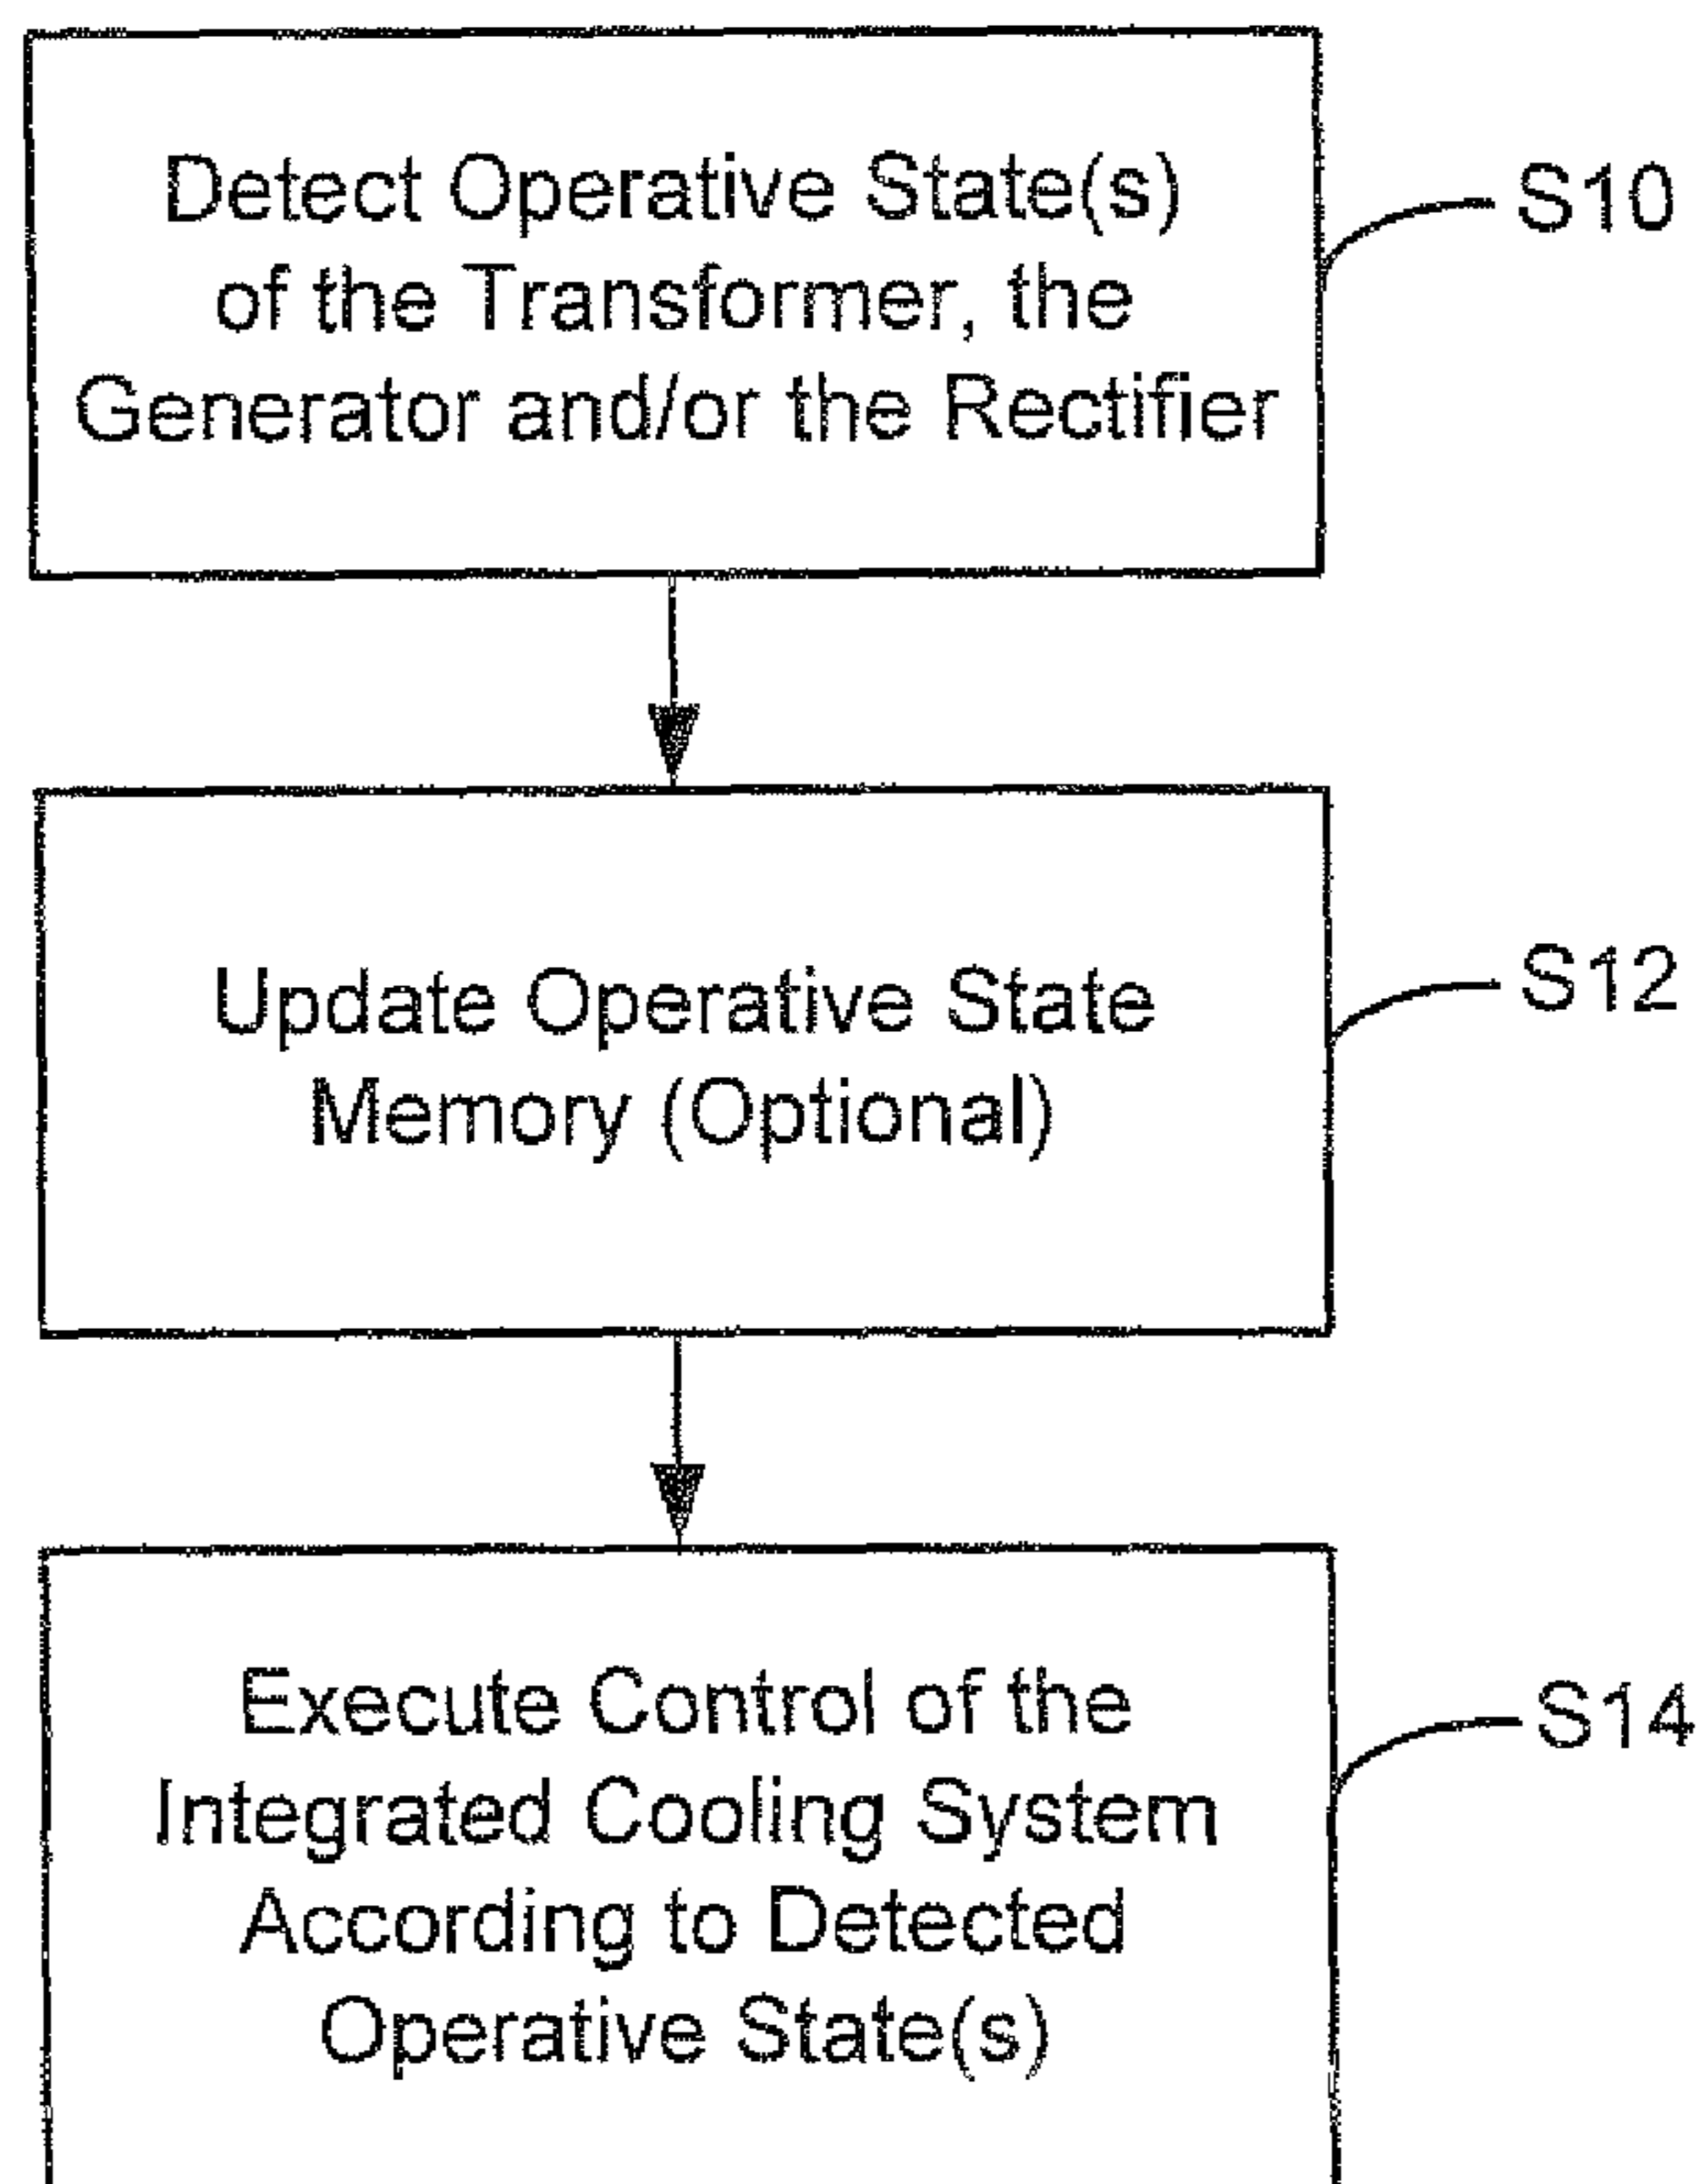 Detect Operative State(s)
of the Transformer, the
Generator and/or the Rectifier
S10
Update Operative State
Memory (Optional)
S12
Execute Control of the
Integrated Cooling System
According to Detected
Operative State(s)
S14